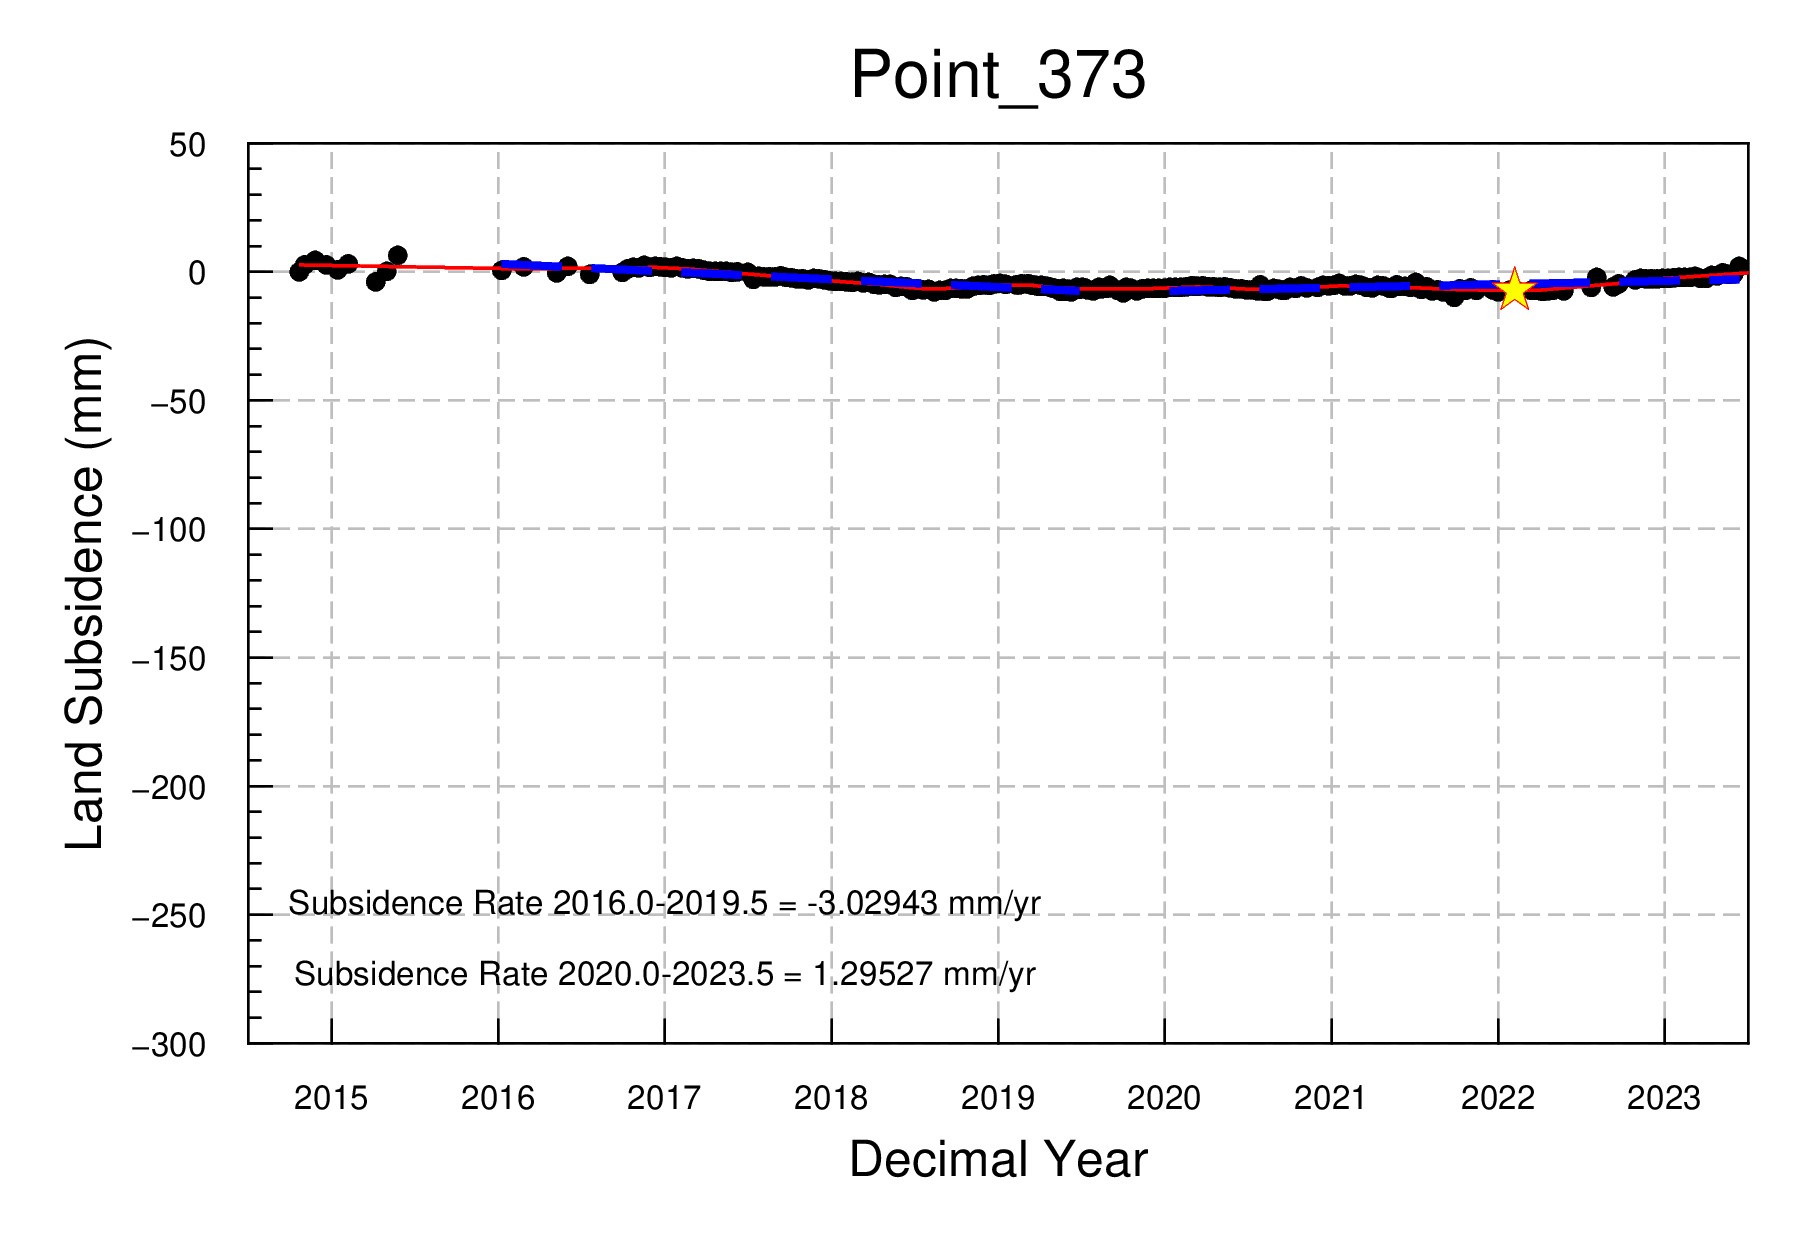 Point_373
50
0
−50
−100
−150
−200
−250
−300
Land Subsidence (mm)
Subsidence Rate 2016.0-2019.5 = -3.02943 mm/yr
Subsidence Rate 2020.0-2023.5 = 1.29527 mm/yr
2015 2016 2017 2018 2019 2020 2021 2022 2023
Decimal Year